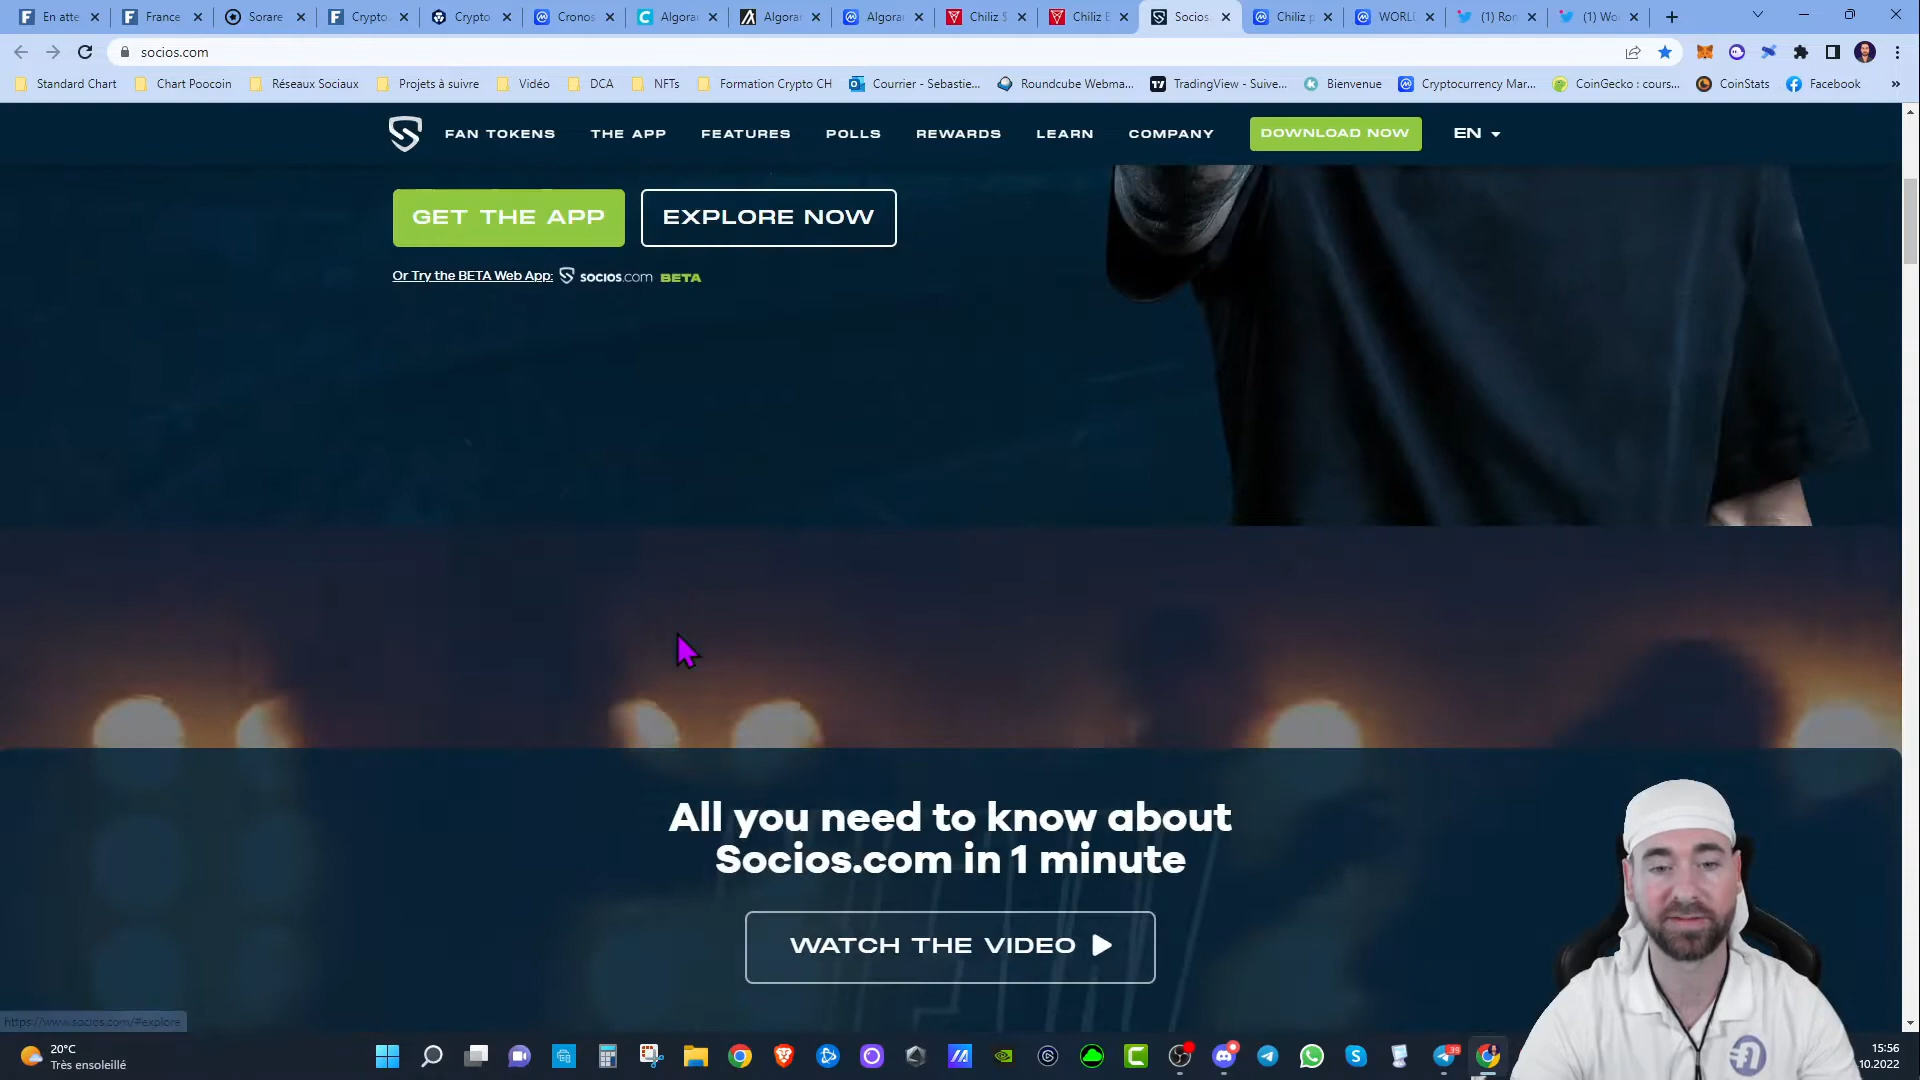 En atte
France
Sorare
Crypto.
Crypto
Cronos
Algoran
Algoran
Algoran
Chiliz $
Chiliz E
Socios.
Chiliz p
WORLD
(1) Ron
(1) Wo
socios.com
Standard Chart
Chart Poocoin
Réseaux Sociaux
Projets à suivre
Vidéo
DCA
NFTs
Formation Crypto CH
Courrier - Sebastie...
Roundcube Webma...
TradingView - Suive...
Bienvenue
Cryptocurrency Mar...
CoinGecko : cours...
CoinStats
Facebook
FAN TOKENS
THE APP
FEATURES
POLLS
REWARDS
LEARN
COMPANY
DOWNLOAD NOW
EN
GET THE APP
EXPLORE NOW
Or Try the BETA Web App: socios.com BETA
All you need to know about
Socios.com in 1 minute
WATCH THE VIDEO
https://www.socios.com/#explore
20°C
Très ensoleillé
15:56
10.2022